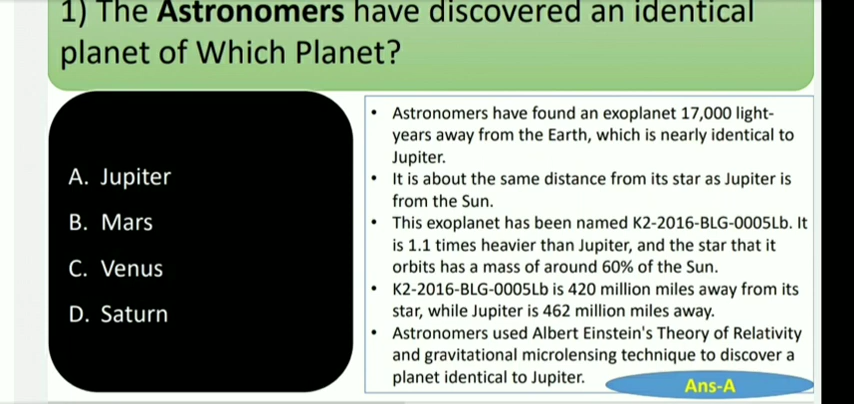 1) The Astronomers have discovered an identical
planet of Which Planet?
A. Jupiter
B. Mars
C. Venus
D. Saturn
• Astronomers have found an exoplanet 17,000 light-
years away from the Earth, which is nearly identical to
Jupiter.
• It is about the same distance from its star as Jupiter is
from the Sun.
• This exoplanet has been named K2-2016-BLG-0005Lb. It
is 1.1 times heavier than Jupiter, and the star that it
orbits has a mass of around 60% of the Sun.
• K2-2016-BLG-0005Lb is 420 million miles away from its
star, while Jupiter is 462 million miles away.
• Astronomers used Albert Einstein's Theory of Relativity
and gravitational microlensing technique to discover a
planet identical to Jupiter.
Ans-A